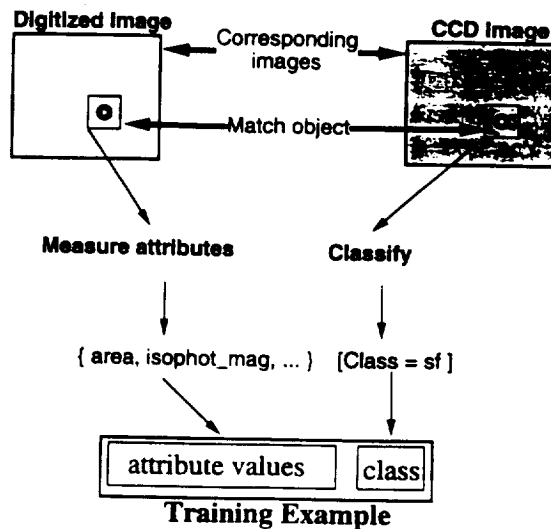 Digitized Image
CCD Image
Corresponding
images
Match object
Measure attributes
Classify
{ area, isophot_mag, ... }
[Class = sf ]
attribute values
class
Training Example